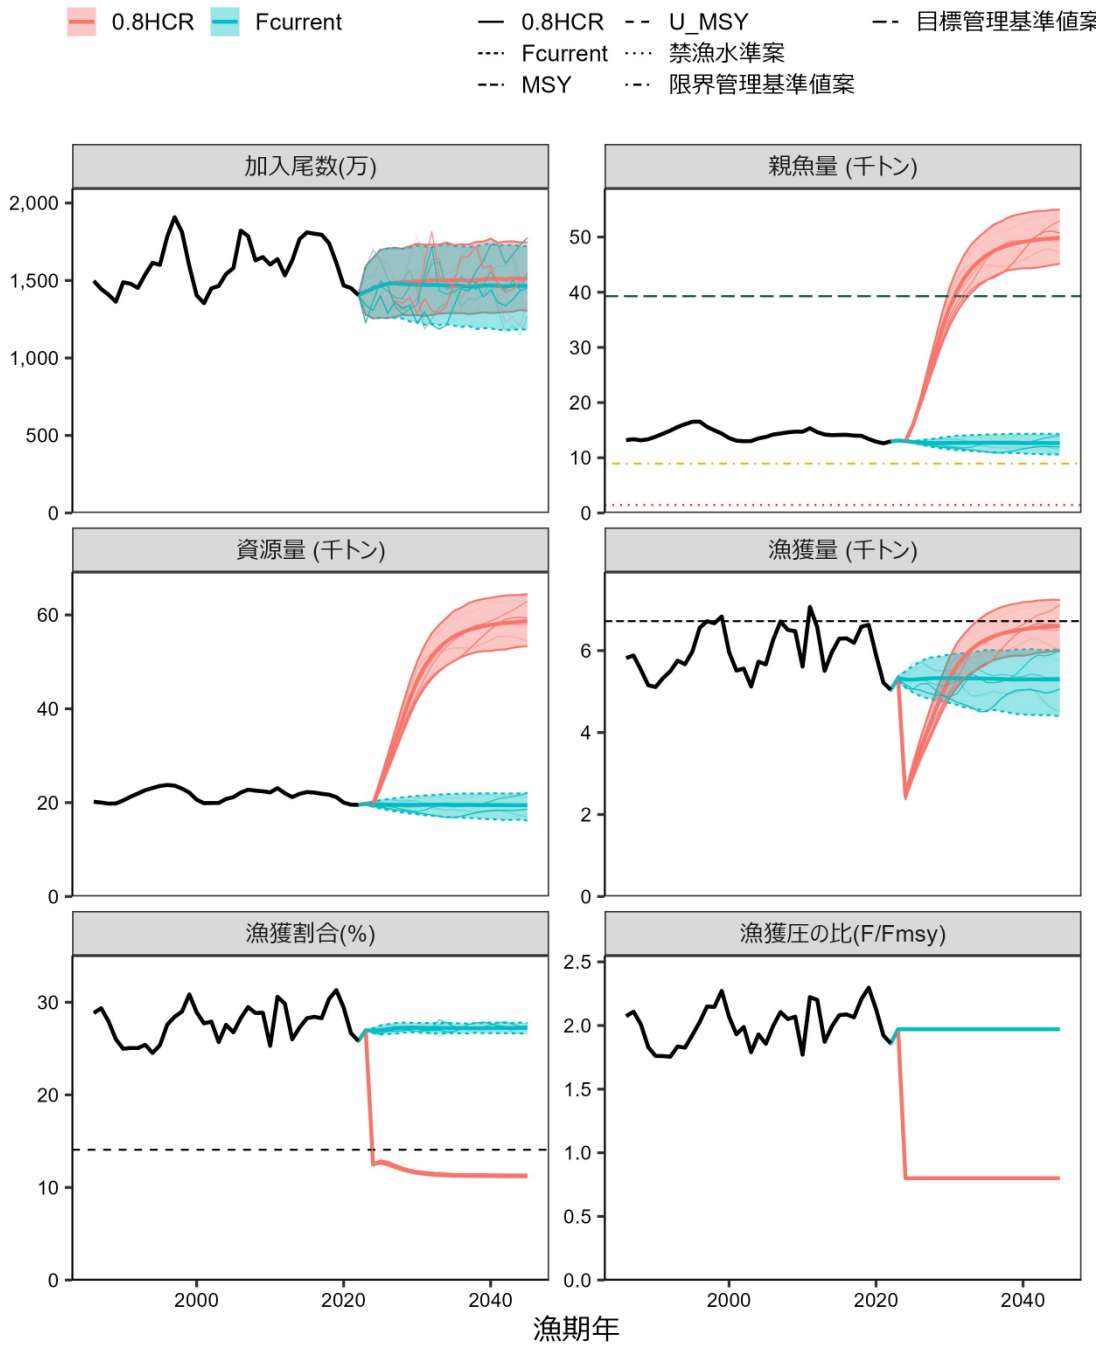 0.8HCR Fcurrent
0.8HCR U_MSY 目標管理基準値案
Fcurrent 禁漁水準案
MSY 限界管理基準値案
加入尾数(万)
2,000
1,500
1,000
500
0
親魚量 (千トン)
50
40
30
20
10
0
資源量 (千トン)
60
40
20
0
漁獲量 (千トン)
6
4
2
0
漁獲割合(%)
30
20
10
0
2000 2020 2040
漁獲圧の比(F/Fmsy)
2.5
2.0
1.5
1.0
0.5
0.0
2000 2020 2040
漁期年